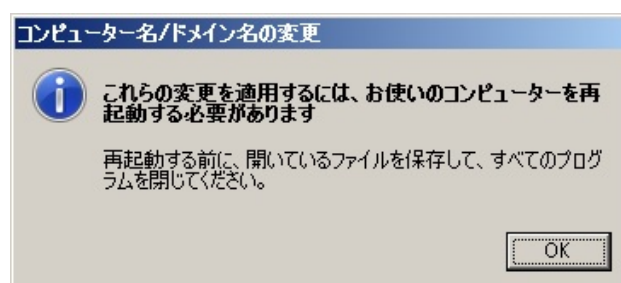 コンピューター名/ドメイン名の変更
これらの変更を適用するには、お使いのコンピューターを再
起動する必要があります
再起動する前に、開いているファイルを保存して、すべてのプログ
ラムを閉じてください。
OK